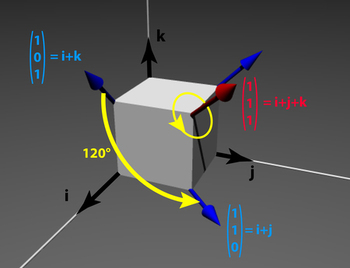 k
1
0 = i+k
1
1
1 = i+j+k
1
120°
i
j
1
1 = i+j
0